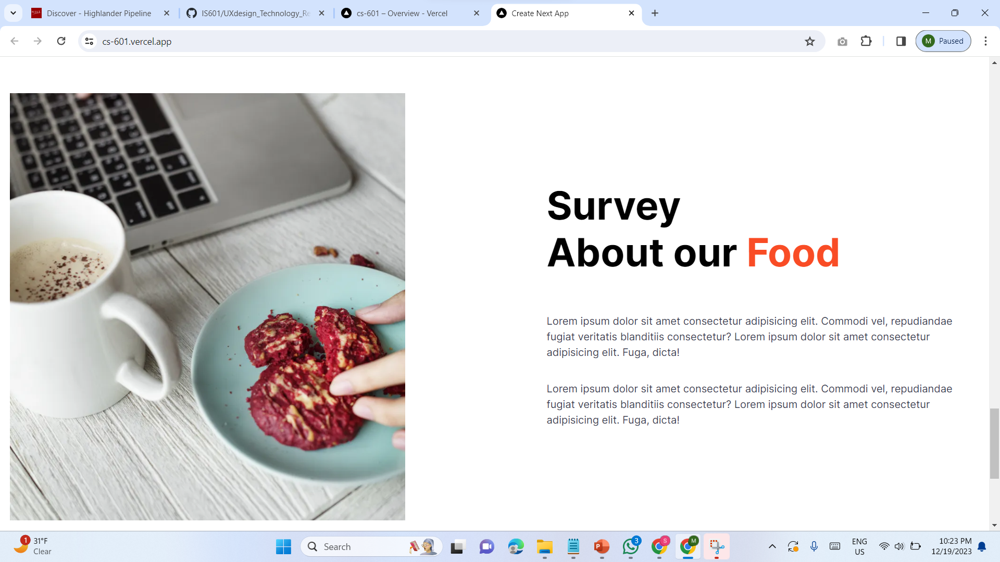 Discover - Highlander Pipeline
IS601/UXdesign_Technology_Re
cs-601 – Overview - Vercel
Create Next App
cs-601.vercel.app
M
Paused
Survey
About our Food
Lorem ipsum dolor sit amet consectetur adipisicing elit. Commodi vel, repudiandae
fugiat veritatis blanditiis consectetur? Lorem ipsum dolor sit amet consectetur
adipisicing elit. Fuga, dicta!
Lorem ipsum dolor sit amet consectetur adipisicing elit. Commodi vel, repudiandae
fugiat veritatis blanditiis consectetur? Lorem ipsum dolor sit amet consectetur
adipisicing elit. Fuga, dicta!
1
31°F
Clear
Search
P
3
S
M
ENG
US
10:23 PM
12/19/2023